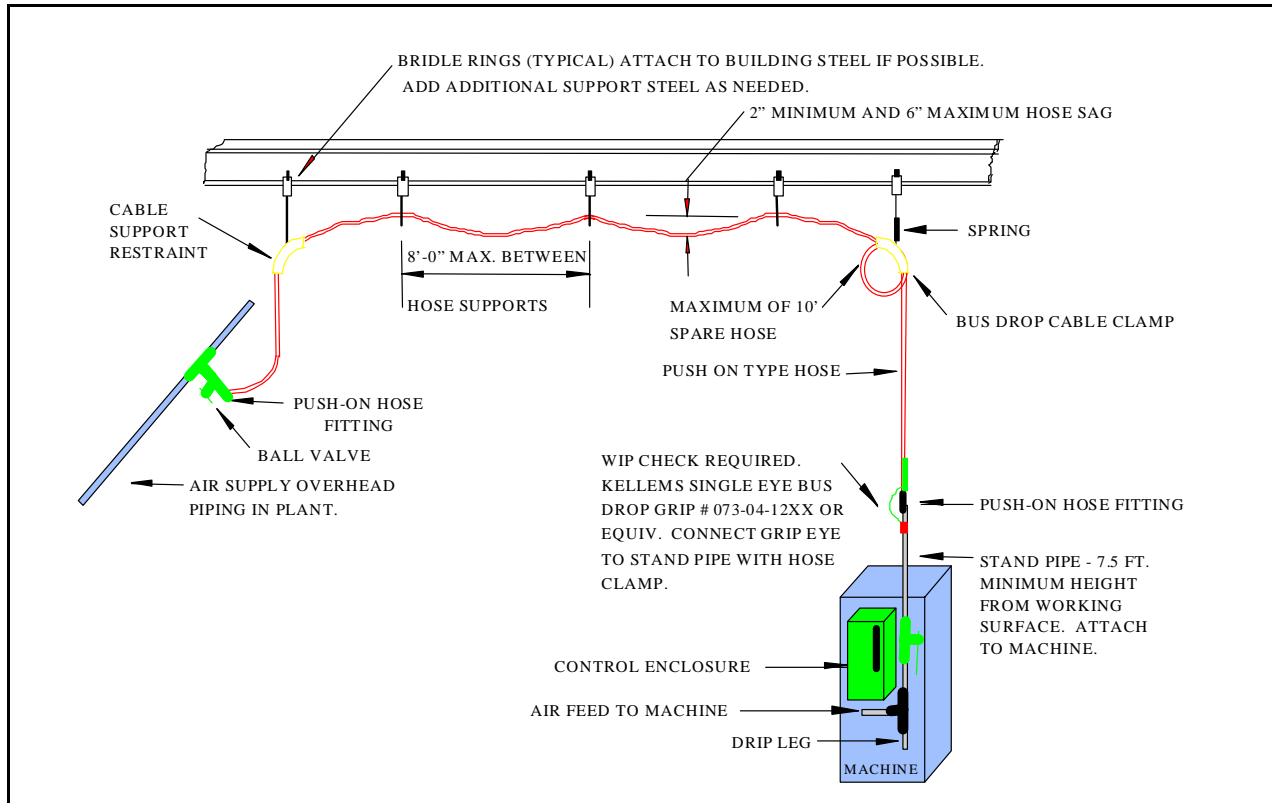 BRIDLE RINGS (TYPICAL) ATTACH TO BUILDING STEEL IF POSSIBLE.
ADD ADDITIONAL SUPPORT STEEL AS NEEDED.
2” MINIMUM AND 6” MAXIMUM HOSE SAG
CABLE
SUPPORT
RESTRAINT
SPRING
8’-0” MAX. BETWEEN
HOSE SUPPORTS
MAXIMUM OF 10’
SPARE HOSE
BUS DROP CABLE CLAMP
PUSH ON TYPE HOSE
PUSH-ON HOSE
FITTING
BALL VALVE
AIR SUPPLY OVERHEAD
PIPING IN PLANT.
WIP CHECK REQUIRED.
KELLEMS SINGLE EYE BUS
DROP GRIP # 073-04-12XX OR
EQUIV. CONNECT GRIP EYE
TO STAND PIPE WITH HOSE
CLAMP.
PUSH-ON HOSE FITTING
STAND PIPE - 7.5 FT.
MINIMUM HEIGHT
FROM WORKING
SURFACE. ATTACH
TO MACHINE.
CONTROL ENCLOSURE
AIR FEED TO MACHINE
DRIP LEG
MACHINE